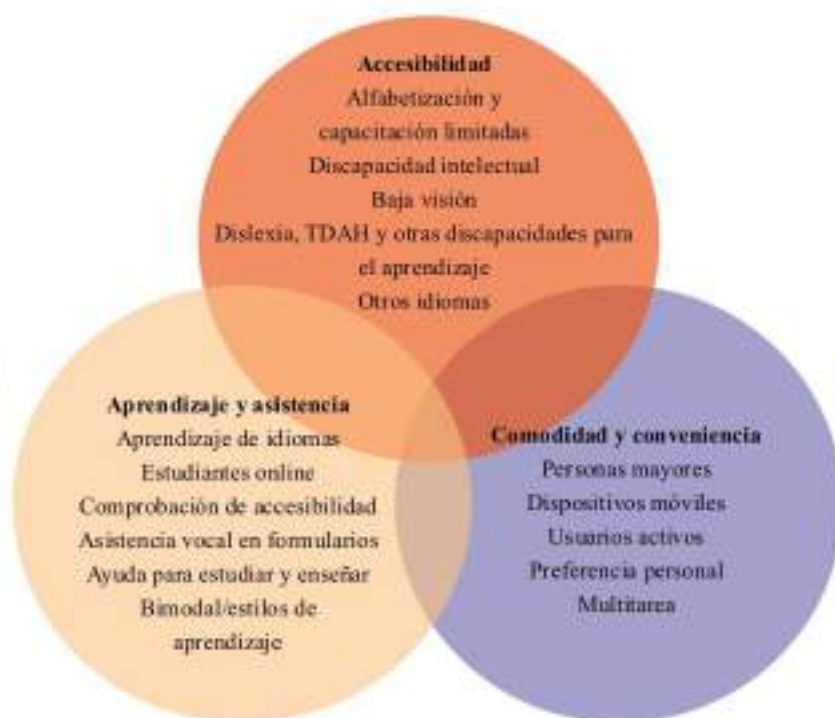 Accesibilidad
Alfabetización y
capacitación limitadas
Discapacidad intelectual
Baja visión
Dislexia, TDAH y otras discapacidades para
el aprendizaje
Otros idiomas
Aprendizaje y asistencia
Aprendizaje de idiomas
Estudiantes online
Comprobación de accesibilidad
Asistencia vocal en formularios
Ayuda para estudiar y enseñar
Bimodal/estilos de
aprendizaje
Comodidad y conveniencia
Personas mayores
Dispositivos móviles
Usuarios activos
Preferencia personal
Multitarea